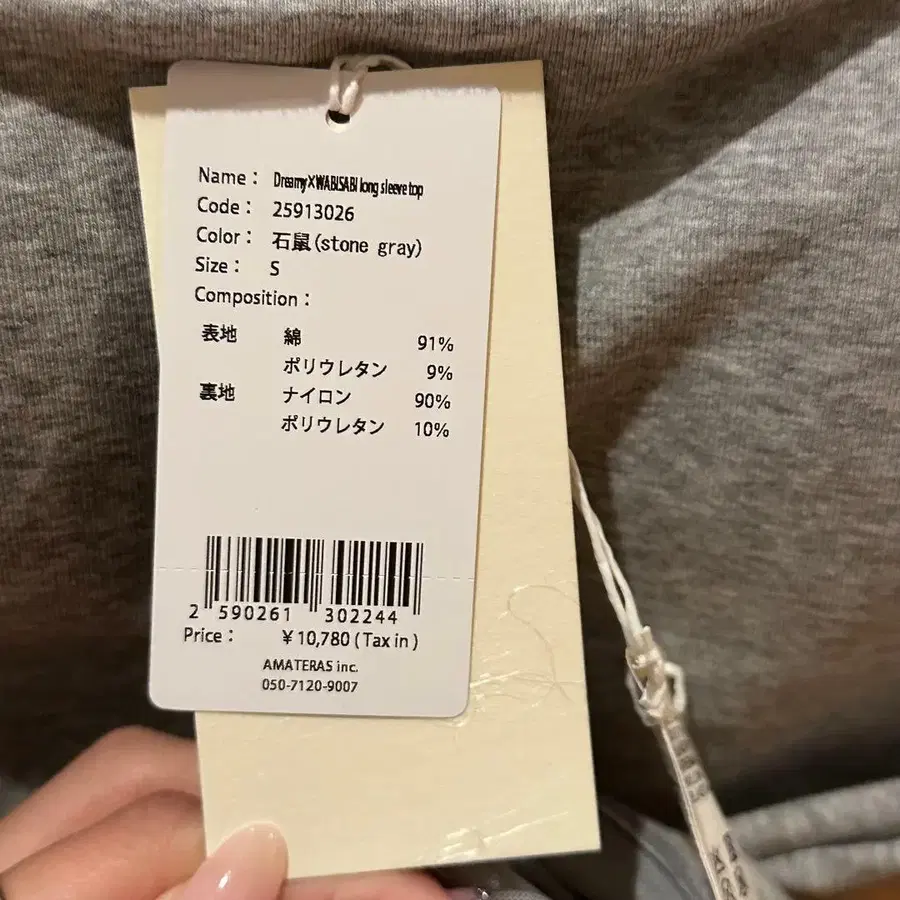 Name： Dreamy×WABISABI long sleeve top
Code： 25913026
Color： 石鼠(stone gray)
Size： S
Composition：
表地 綿 91%
ポリウレタン 9%
裏地 ナイロン 90%
ポリウレタン 10%
2 590261 302244
Price： ￥10,780 ( Tax in )
AMATERAS inc.
050-7120-9007